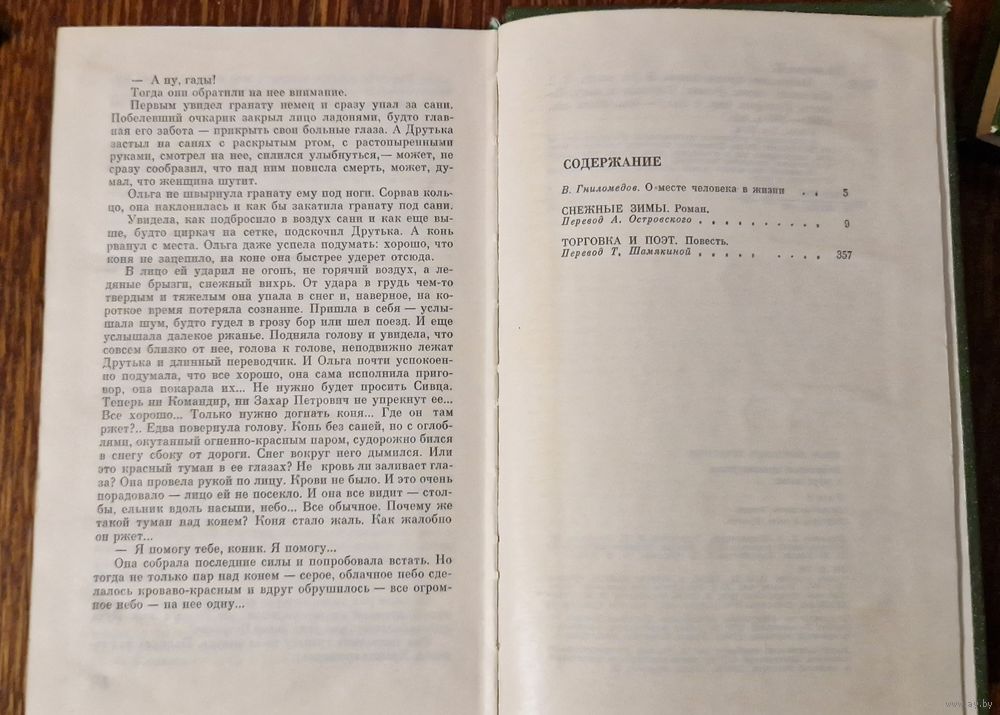 — А ну, гады!
Тогда они обратили на нее внимание.
Первым увидел гранату немец и сразу упал за сани.
Побелевший очкарик закрыл лицо ладонями, будто глав-
ная его забота — прикрыть свои больные глаза. А Друтька
застыл на санях с раскрытым ртом, с растопыренными
руками, смотрел на нее, силился улыбнуться,— может, не
сразу сообразил, что над ним повисла смерть, может, ду-
мал, что женщина шутит.
Ольга не швырнула гранату ему под ноги. Сорвав коль-
цо, она наклонилась и как бы закатила гранату под сани.
Увидела, как подбросило в воздух сани и как еще вы-
ше, будто циркач на сетке, подскочил Друтька. А конь
рванул с места. Ольга даже успела подумать: хорошо, что
коня не зацепило, на коне она быстрее удерет отсюда.
В лицо ей ударил не огонь, не горячий воздух, а ле-
дяные брызги, снежный вихрь. От удара в грудь чем-то
твердым и тяжелым она упала в снег и, наверное, на ко-
роткое время потеряла сознание. Пришла в себя — услы-
шала шум, будто гудел в грозу бор или шел поезд. И еще
услышала далекое ржанье. Подняла голову и увидела, что
совсем близко от нее, голова к голове, неподвижно лежат
Друтька и длинный переводчик. И Ольга почти успокоен-
но подумала, что все хорошо, она сама исполнила приго-
вор, она покарала их... Не нужно будет просить Сивца.
Теперь ни Командир, ни Захар Петрович не упрекнут ее...
Все хорошо... Только нужно догнать коня... Где он там
ржет?.. Едва повернула голову. Конь без саней, но с оглоб-
лями, окутанный огненно-красным паром, судорожно бился
в снегу сбоку от дороги. Снег вокруг него дымился. Или
это красный туман в ее глазах? Не кровь ли заливает гла-
за? Она провела рукой по лицу. Крови не было. И это очень
порадовало — лицо ей не посекло. И она все видит — стол-
бы, ельник вдоль насыпи, небо... Все обычное. Почему же
такой туман над конем? Коня стало жаль. Как жалобно
он ржет...
— Я помогу тебе, коник. Я помогу...
Она собрала последние силы и попробовала встать. Но
тогда не только пар над конем — серое, облачное небо сде-
лалось кроваво-красным и вдруг обрушилось — все огром-
ное небо — на нее одну...
СОДЕРЖАНИЕ
В. Гниломедов. О месте человека в жизни . . 5
СНЕЖНЫЕ ЗИМЫ. Роман.
Перевод А. Островского . . . . . . . . . . 9
ТОРГОВКА И ПОЭТ. Повесть.
Перевод Т. Шамякиной . . . . . . . . . 357
www.ay.by